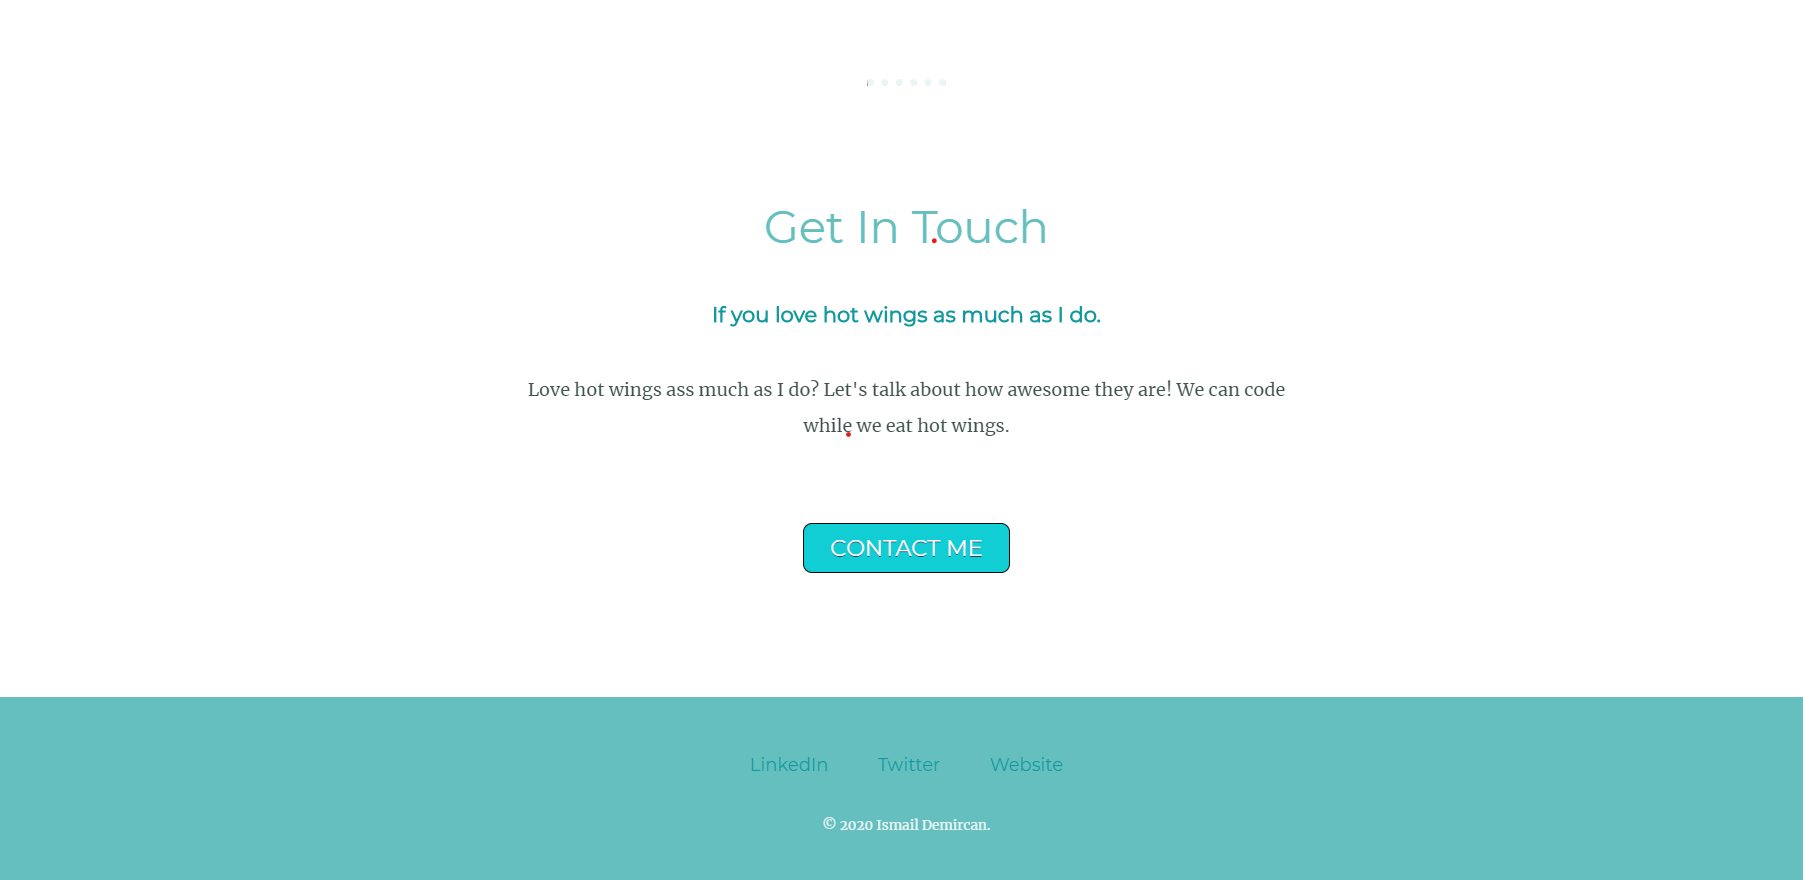 Get In Touch
If you love hot wings as much as I do.
Love hot wings ass much as I do? Let's talk about how awesome they are! We can code
while we eat hot wings.
CONTACT ME
LinkedIn Twitter Website
© 2020 Ismail Demircan.